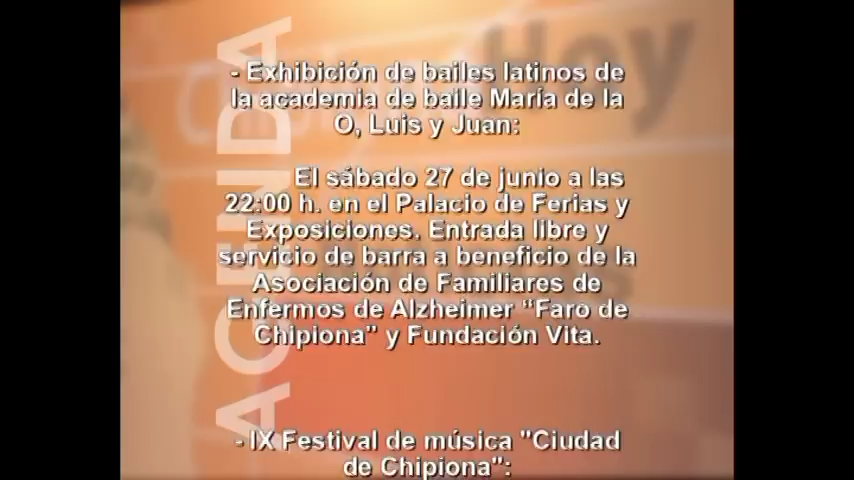 AGENDA
Hoy
- Exhibición de bailes latinos de
la academia de baile María de la
O, Luis y Juan:
El sábado 27 de junio a las
22:00 h. en el Palacio de Ferias y
Exposiciones. Entrada libre y
servicio de barra a beneficio de la
Asociación de Familiares de
Enfermos de Alzheimer “Faro de
Chipiona" y Fundación Vita.
- IX Festival de música "Ciudad
de Chipiona":